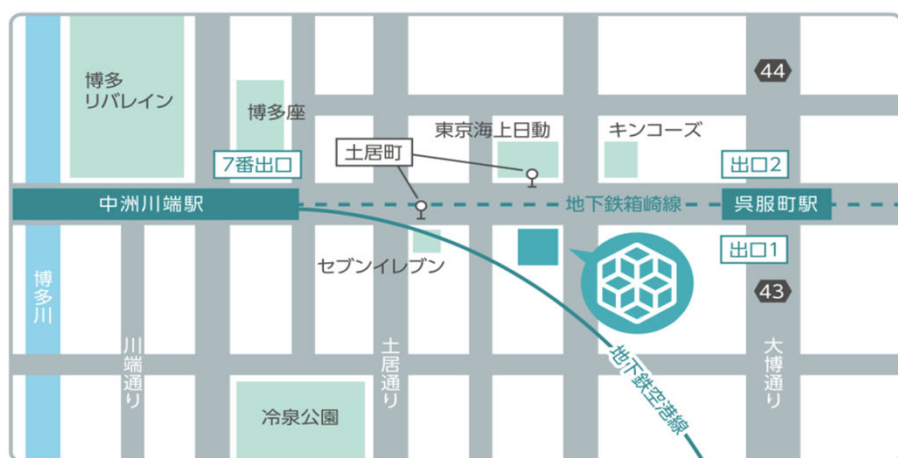 博多
リバレイン
博多座
7番出口
土居町
東京海上日動
キンコーズ
44
出口2
中洲川端駅
地下鉄箱崎線
呉服町駅
セブンイレブン
出口1
43
博多川
川端通り
土居通り
地下鉄空港線
大博通り
冷泉公園